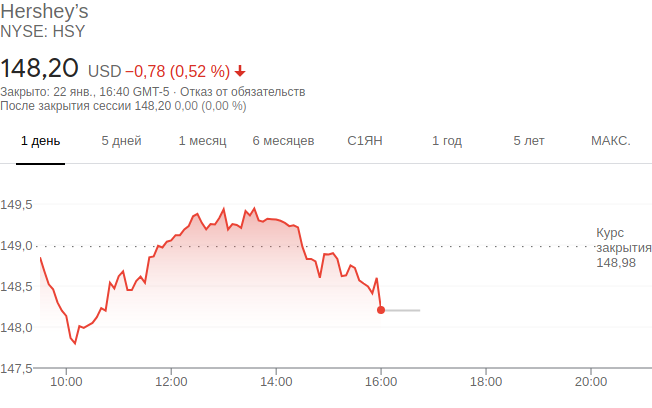 Hershey’s
NYSE: HSY
148,20 USD −0,78 (0,52 %)
Закрыто: 22 янв., 16:40 GMT-5 · Отказ от обязательств
После закрытия сессии 148,20 0,00 (0,00 %)
1 день 5 дней 1 месяц 6 месяцев С1ЯН 1 год 5 лет МАКС.
149,5
Курс
149,0
закрытия
148,98
148,5
148,0
147,5
10:00 12:00 14:00 16:00 18:00 20:00